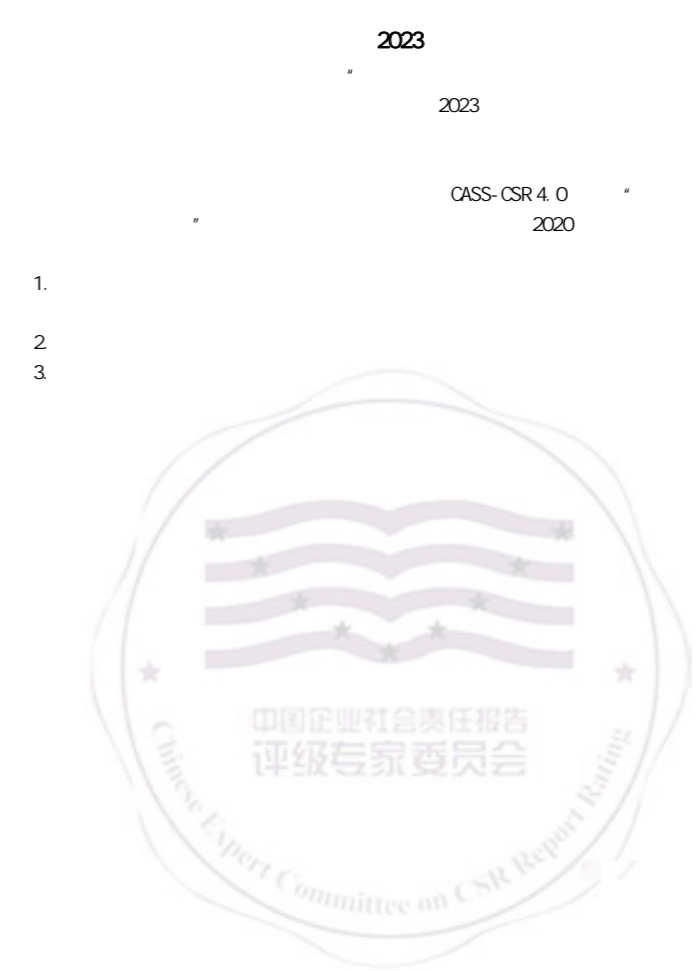 2023
“
2023
CASS-CSR 4.0 “
” 2020
1.
2
3.
中国企业社会责任报告
评级专家委员会
Chinese Expert Committee on CSR Report Rating